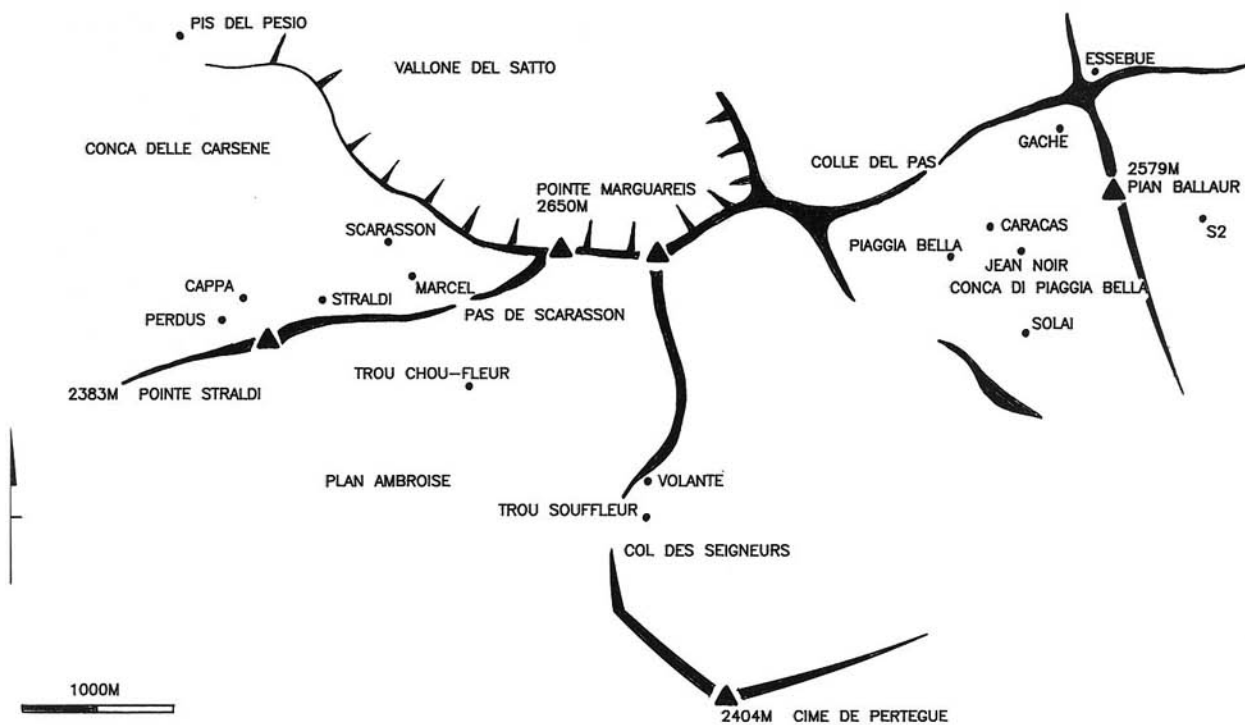 PIS DEL PESIO
VALLONE DEL SATTO
ESSEBUE
CONCA DELLE CARSENE
GACHE
COLLE DEL PAS
2579M
PIAN BALLAUR
POINTE MARGUAREIS
2650M
SCARASSON
CARACAS
S2
PIAGGIA BELLA
JEAN NOIR
MARCEL
CAPPA
STRALDI
CONCA DI PIAGGIA BELLA
PERDUS
PAS DE SCARASSON
SOLAI
TROU CHOU-FLEUR
2383M POINTE STRALDI
PLAN AMBROISE
VOLANTE
TROU SOUFFLEUR
COL DES SEIGNEURS
1000M
2404M CIME DE PERTEGUE